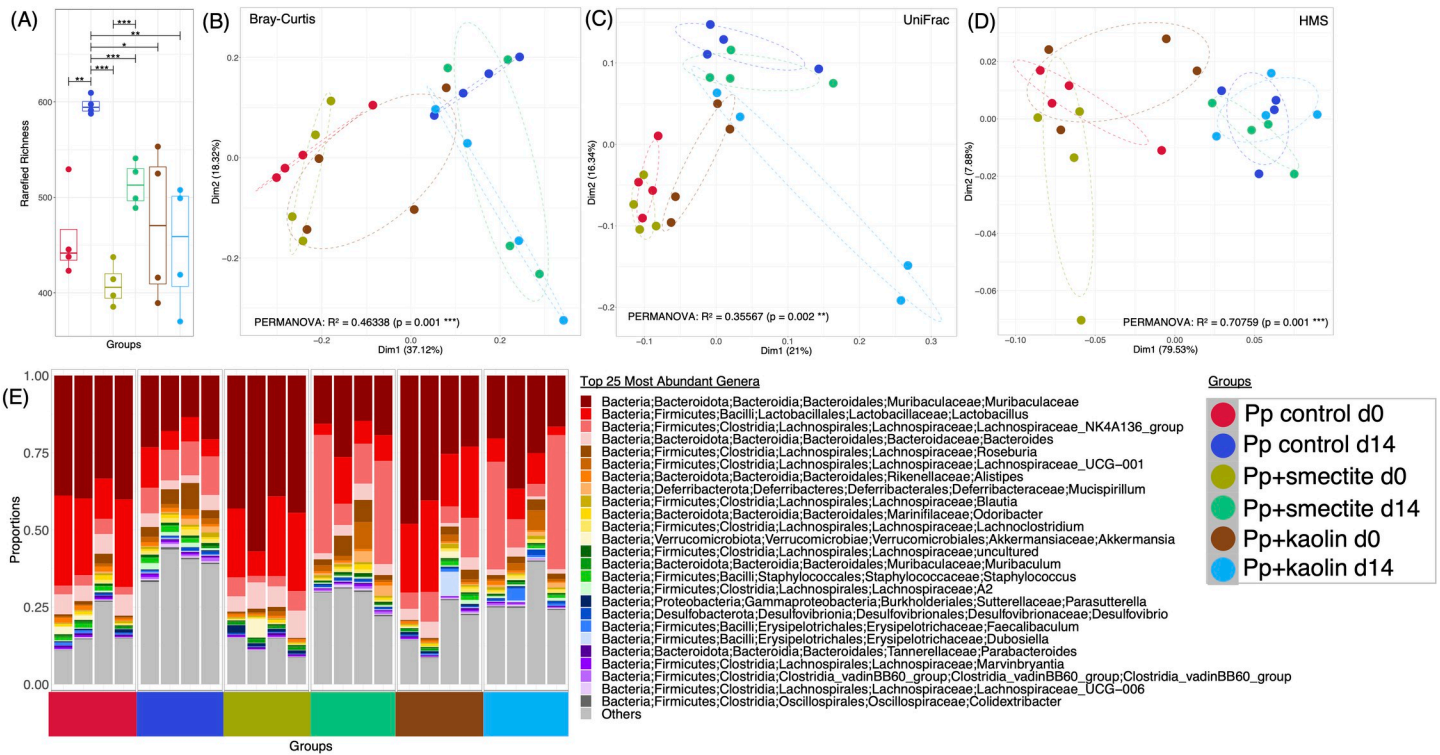 (A)
***
**
*
***
***
**
Rarefied Richness
600
500
400
Groups
(B)
Bray-Curtis
Dim2 (18.32%)
0.2
0.0
−0.2
PERMANOVA: R² = 0.46338 (p = 0.001 ***)
−0.2
0.0
0.2
Dim1 (37.12%)
(C)
UniFrac
Dim2 (16.34%)
0.1
0.0
−0.1
−0.2
PERMANOVA: R² = 0.35567 (p = 0.002 **)
−0.1
0.0
0.1
0.2
0.3
Dim1 (21%)
(D)
HMS
Dim2 (7.88%)
0.02
0.00
−0.02
−0.04
−0.06
PERMANOVA: R² = 0.70759 (p = 0.001 ***)
−0.10
−0.05
0.00
0.05
Dim1 (79.53%)
(E)
Proportions
1.00
0.75
0.50
0.25
0.00
Groups
Top 25 Most Abundant Genera
Bacteria;Bacteroidota;Bacteroidia;Bacteroidales;Muribaculaceae;Muribaculaceae
Bacteria;Firmicutes;Bacilli;Lactobacillales;Lactobacillaceae;Lactobacillus
Bacteria;Firmicutes;Clostridia;Lachnospirales;Lachnospiraceae;Lachnospiraceae_NK4A136_group
Bacteria;Bacteroidota;Bacteroidia;Bacteroidales;Bacteroidaceae;Bacteroides
Bacteria;Firmicutes;Clostridia;Lachnospirales;Lachnospiraceae;Roseburia
Bacteria;Firmicutes;Clostridia;Lachnospirales;Lachnospiraceae;Lachnospiraceae_UCG−001
Bacteria;Bacteroidota;Bacteroidia;Bacteroidales;Rikenellaceae;Alistipes
Bacteria;Deferribacterota;Deferribacteres;Deferribacterales;Deferribacteraceae;Mucispirillum
Bacteria;Firmicutes;Clostridia;Lachnospirales;Lachnospiraceae;Blautia
Bacteria;Bacteroidota;Bacteroidia;Bacteroidales;Marinifilaceae;Odoribacter
Bacteria;Firmicutes;Clostridia;Lachnospirales;Lachnospiraceae;Lachnoclostridium
Bacteria;Verrucomicrobiota;Verrucomicrobiae;Verrucomicrobiales;Akkermansiaceae;Akkermansia
Bacteria;Firmicutes;Clostridia;Lachnospirales;Lachnospiraceae;uncultured
Bacteria;Bacteroidota;Bacteroidia;Bacteroidales;Muribaculaceae;Muribaculum
Bacteria;Firmicutes;Bacilli;Staphylococcales;Staphylococcaceae;Staphylococcus
Bacteria;Firmicutes;Clostridia;Lachnospirales;Lachnospiraceae;A2
Bacteria;Proteobacteria;Gammaproteobacteria;Burkholderiales;Sutterellaceae;Parasutterella
Bacteria;Desulfobacterota;Desulfovibrionia;Desulfovibrionales;Desulfovibrionaceae;Desulfovibrio
Bacteria;Firmicutes;Bacilli;Erysipelotrichales;Erysipelotrichaceae;Faecalibaculum
Bacteria;Firmicutes;Bacilli;Erysipelotrichales;Erysipelotrichaceae;Dubosiella
Bacteria;Bacteroidota;Bacteroidia;Bacteroidales;Tannerellaceae;Parabacteroides
Bacteria;Firmicutes;Clostridia;Lachnospirales;Lachnospiraceae;Marvinbryantia
Bacteria;Firmicutes;Clostridia;Clostridia_vadinBB60_group;Clostridia_vadinBB60_group;Clostridia_vadinBB60_group
Bacteria;Firmicutes;Clostridia;Lachnospirales;Lachnospiraceae;Lachnospiraceae_UCG−006
Bacteria;Firmicutes;Clostridia;Oscillospirales;Oscillospiraceae;Colidextribacter
Others
Groups
Pp control d0
Pp control d14
Pp+smectite d0
Pp+smectite d14
Pp+kaolin d0
Pp+kaolin d14